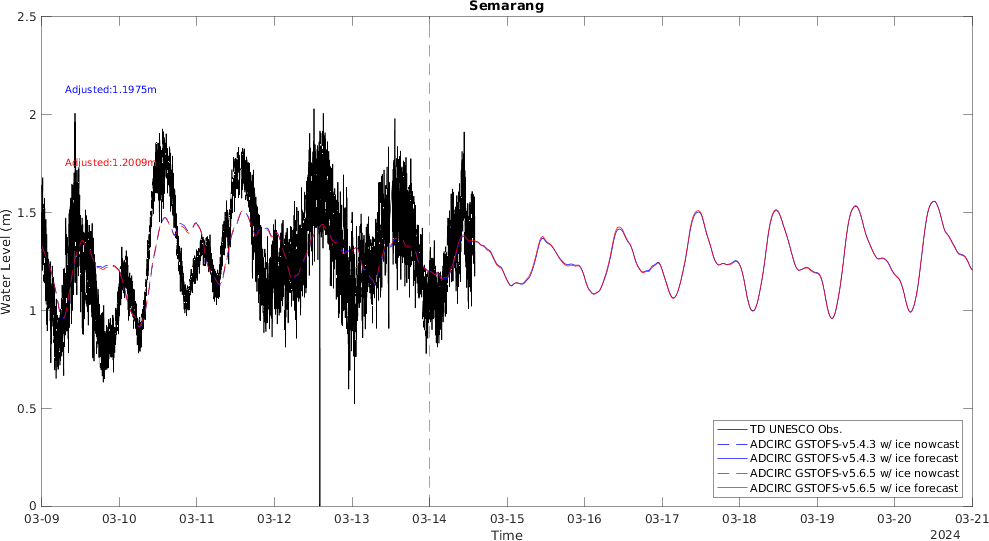 Semarang
2.5
2
1.5
1
0.5
0
Water Level (m)
Adjusted:1.1975m
Adjusted:1.2009m
TD UNESCO Obs.
ADCIRC GSTOFS-v5.4.3 w/ ice nowcast
ADCIRC GSTOFS-v5.4.3 w/ ice forecast
ADCIRC GSTOFS-v5.6.5 w/ ice nowcast
ADCIRC GSTOFS-v5.6.5 w/ ice forecast
03-09 03-10 03-11 03-12 03-13 03-14 03-15 03-16 03-17 03-18 03-19 03-20 03-21
Time
2024